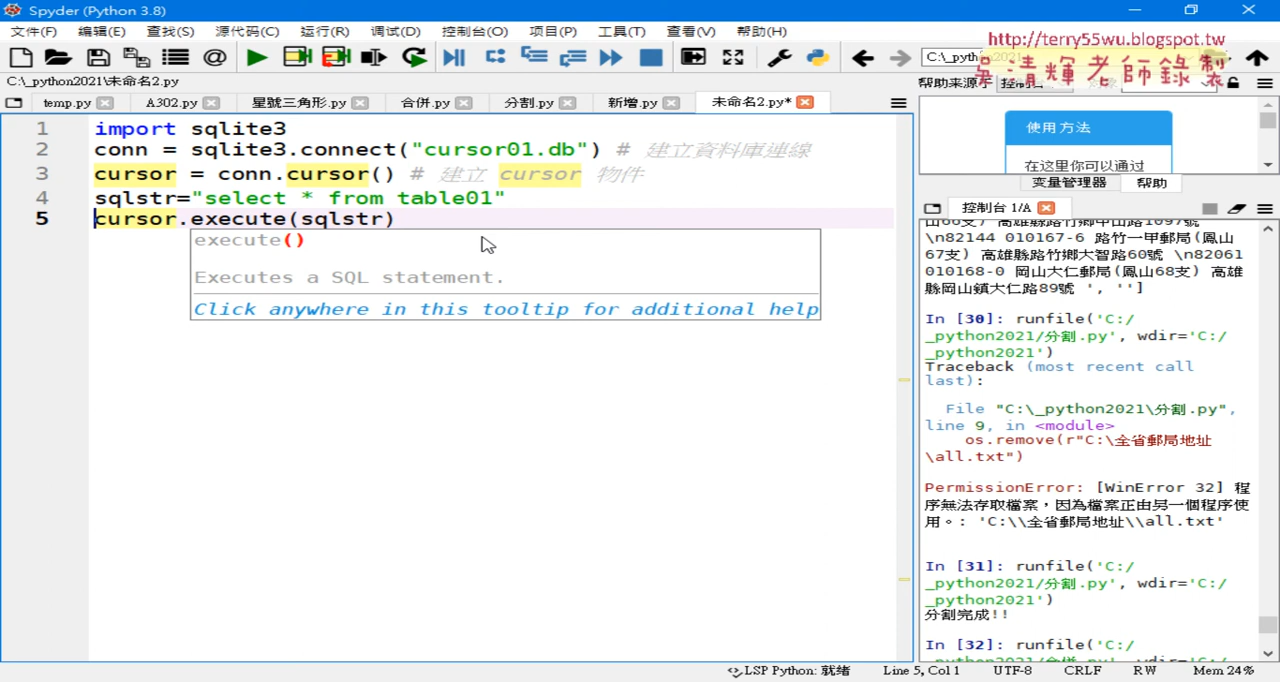 Spyder (Python 3.8)
文件(F) 编辑(E) 查找(S) 源代码(C) 运行(R) 调试(D) 控制台(O) 项目(P) 工具(T) 查看(V) 帮助(H)
http://terry55wu.blogspot.tw
吳清輝老師錄製
C:\_python2021\未命名2.py
帮助来源于 控制台
temp.py A302.py 星號三角形.py 合併.py 分割.py 新增.py 未命名2.py*
1 import sqlite3
2 conn = sqlite3.connect("cursor01.db") # 建立資料庫連線
3 cursor = conn.cursor() # 建立 cursor 物件
4 sqlstr="select * from table01"
5 cursor.execute(sqlstr)
execute()
Executes a SQL statement.
Click anywhere in this tooltip for additional help
使用方法
在这里你可以通过
变量管理器 帮助
控制台 1/A
\n82144 010167-6 路竹一甲郵局(鳳山
67支) 高雄縣路竹鄉大智路60號 \n82061
010168-0 岡山大仁郵局(鳳山68支) 高雄
縣岡山鎮大仁路89號 ', '']
In [30]: runfile('C:/
_python2021/分割.py', wdir='C:/
_python2021')
Traceback (most recent call
last):
File "C:\_python2021\分割.py",
line 9, in <module>
os.remove(r"C:\全省郵局地址
\all.txt")
PermissionError: [WinError 32] 程
序無法存取檔案，因為檔案正由另一個程序使
用。: 'C:\\全省郵局地址\\all.txt'
In [31]: runfile('C:/
_python2021/分割.py', wdir='C:/
_python2021')
分割完成!!
In [32]: runfile('C:/
LSP Python: 就绪 Line 5, Col 1 UTF-8 CRLF RW Mem 24%